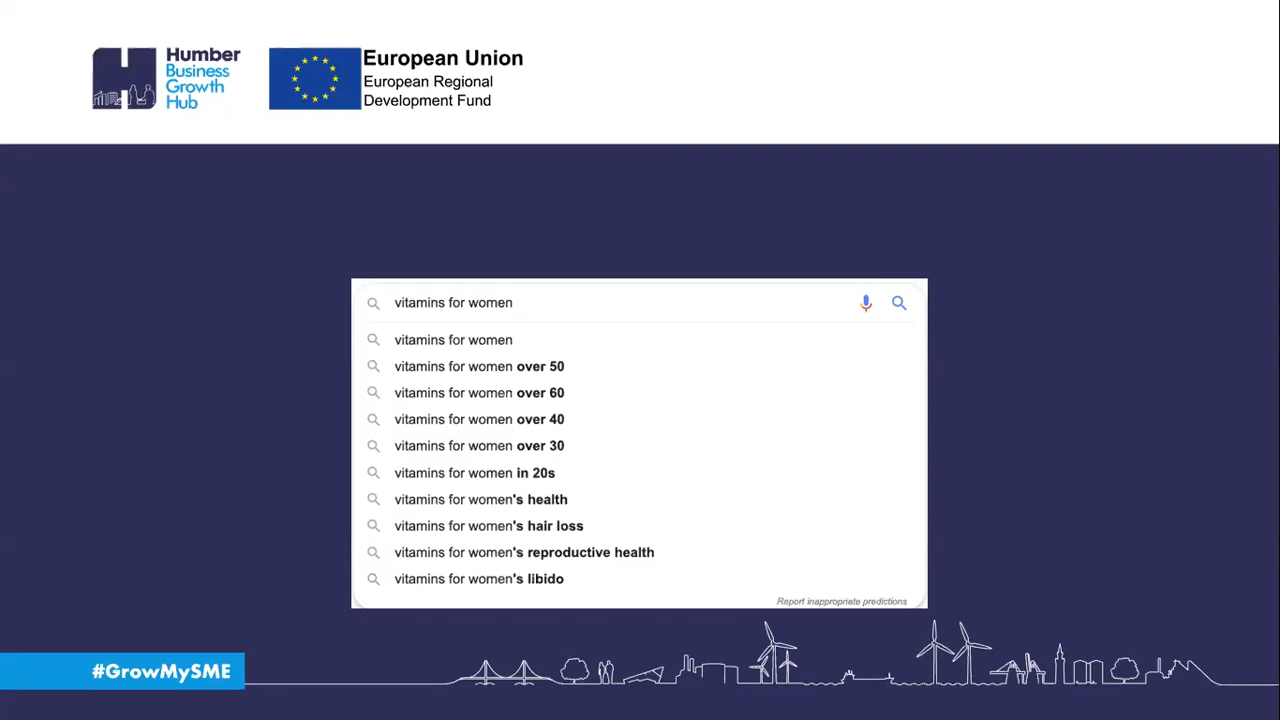 Humber
Business
Growth
Hub
European Union
European Regional
Development Fund
vitamins for women
vitamins for women
vitamins for women over 50
vitamins for women over 60
vitamins for women over 40
vitamins for women over 30
vitamins for women in 20s
vitamins for women's health
vitamins for women's hair loss
vitamins for women's reproductive health
vitamins for women's libido
Report inappropriate predictions
#GrowMySME